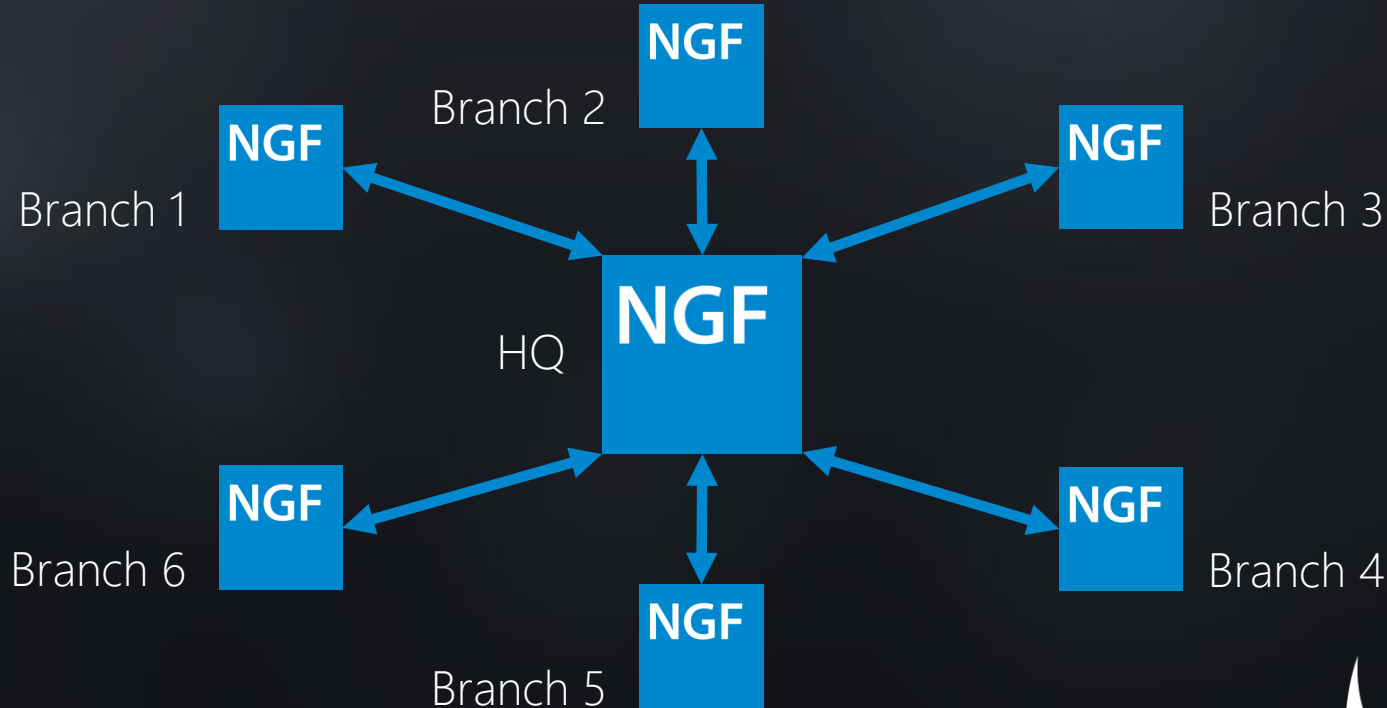 NGF
Branch 2
NGF
Branch 1
NGF
Branch 3
NGF
HQ
NGF
Branch 6
NGF
Branch 4
NGF
Branch 5